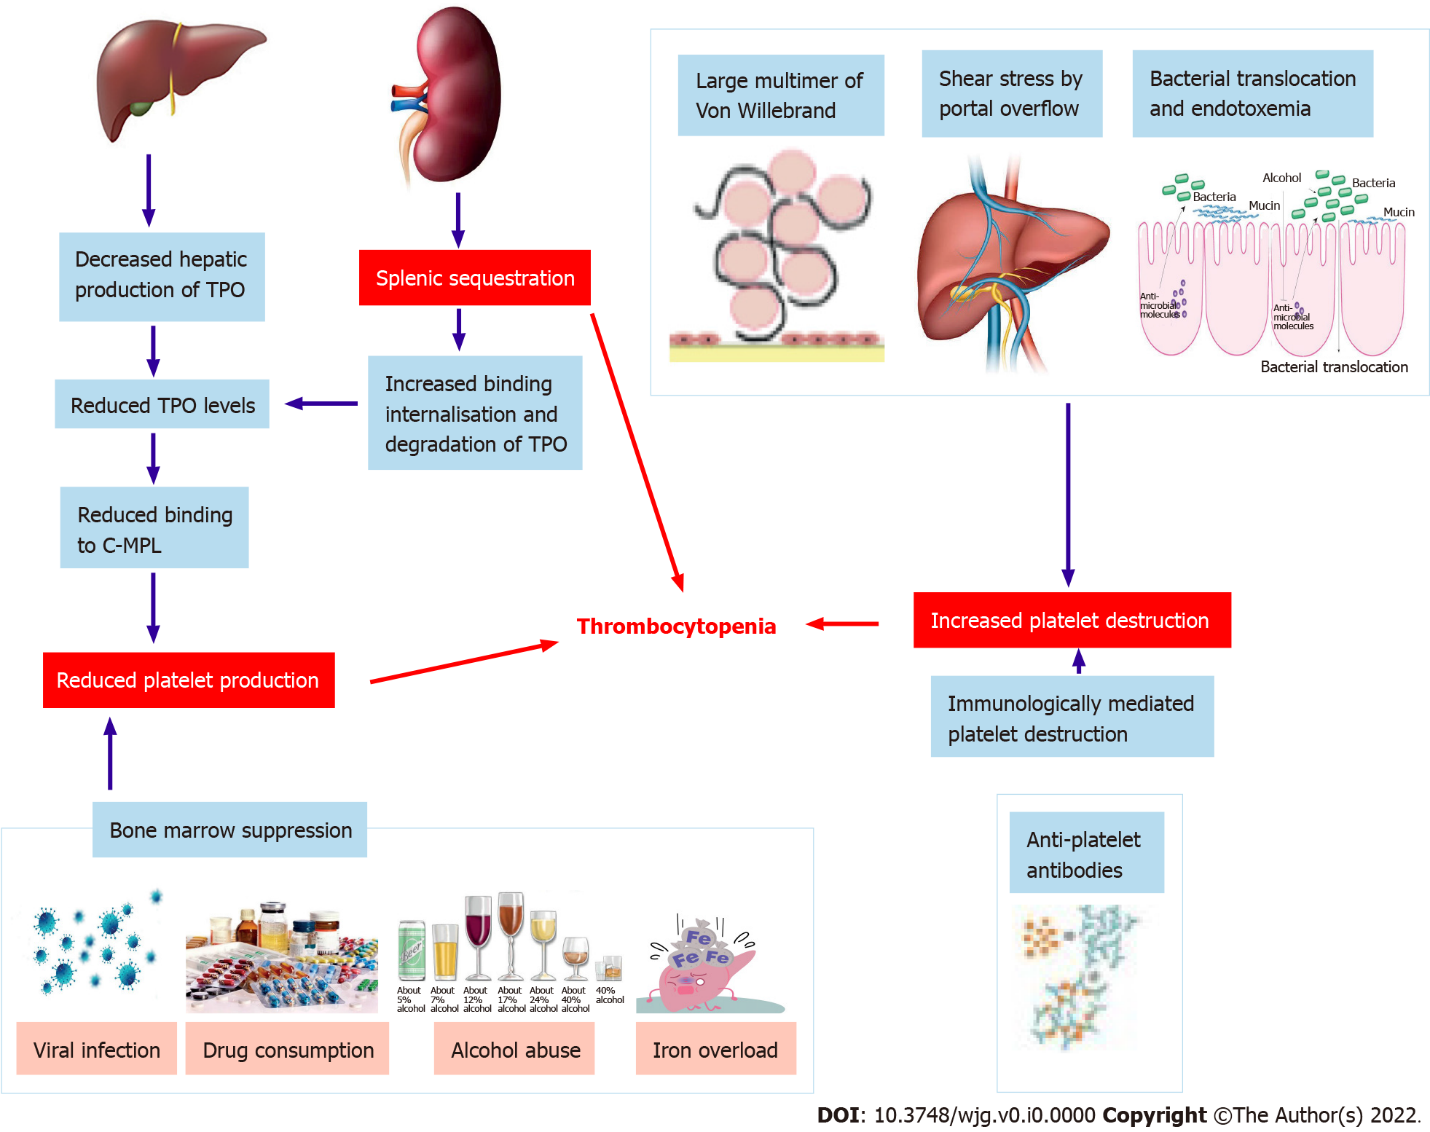 Large multimer of
Von Willebrand
Shear stress by
portal overflow
Bacterial translocation
and endotoxemia
Bacteria
Mucin
Alcohol
Bacteria
Mucin
Anti-
microbial
molecules
Anti-
microbial
molecules
Bacterial translocation
Decreased hepatic
production of TPO
Splenic sequestration
Reduced TPO levels
Increased binding
internalisation and
degradation of TPO
Reduced binding
to C-MPL
Thrombocytopenia
Increased platelet destruction
Reduced platelet production
Immunologically mediated
platelet destruction
Bone marrow suppression
Anti-platelet
antibodies
Beer
Fe
Fe Fe
About
5%
alcohol
About
7%
alcohol
About
12%
alcohol
About
17%
alcohol
About
24%
alcohol
About
40%
alcohol
40%
alcohol
Viral infection
Drug consumption
Alcohol abuse
Iron overload
DOI: 10.3748/wjg.v0.i0.0000 Copyright ©The Author(s) 2022.